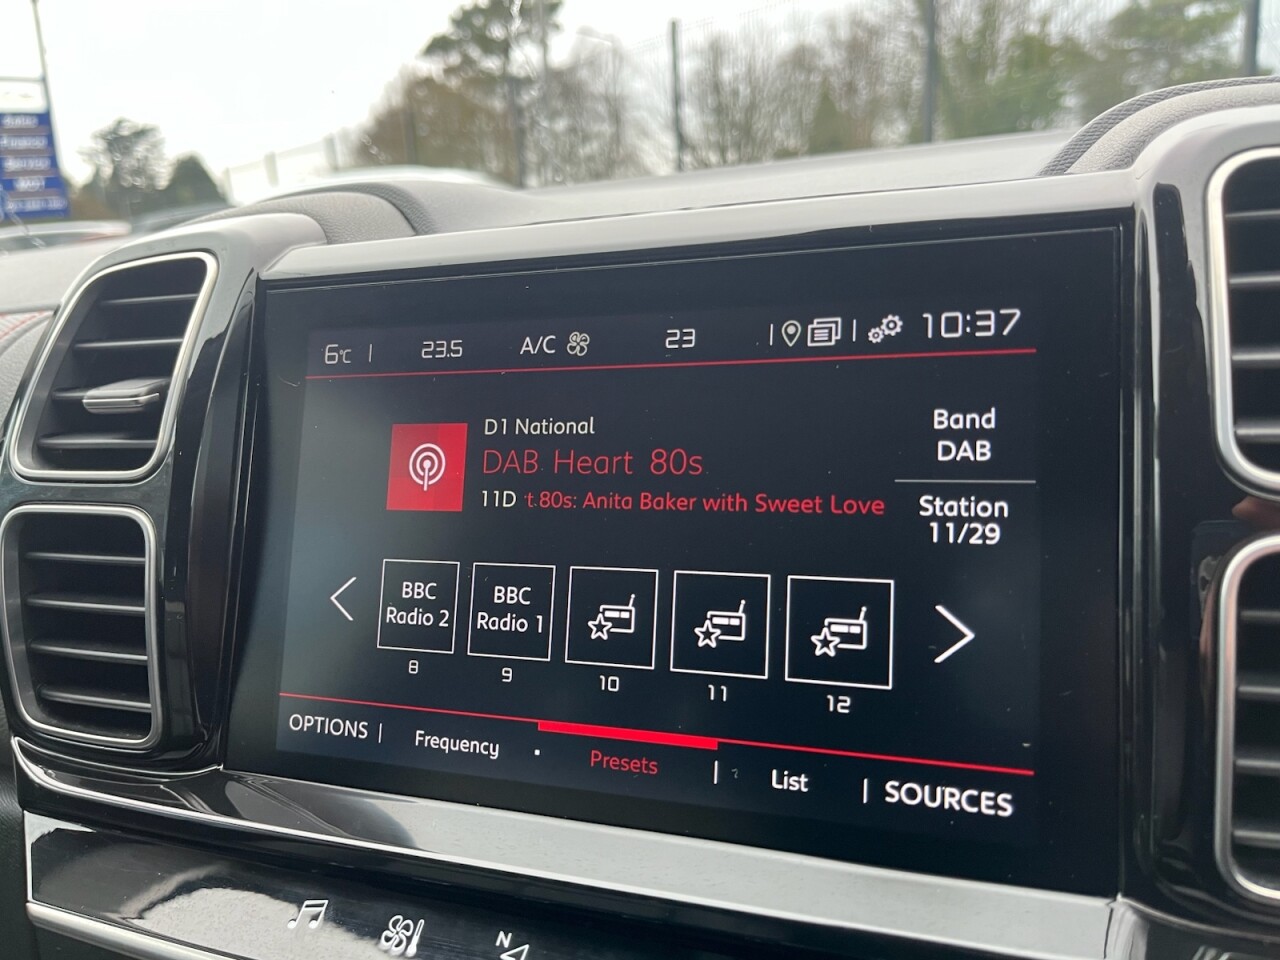 6°C | 23.5 A/C 23 | | 10:37
D1 National
DAB Heart 80s
11D t.80s: Anita Baker with Sweet Love
Band
DAB
Station
11/29
BBC
Radio 2
BBC
Radio 1
8 9 10 11 12
OPTIONS | Frequency Presets | List | SOURCES
N